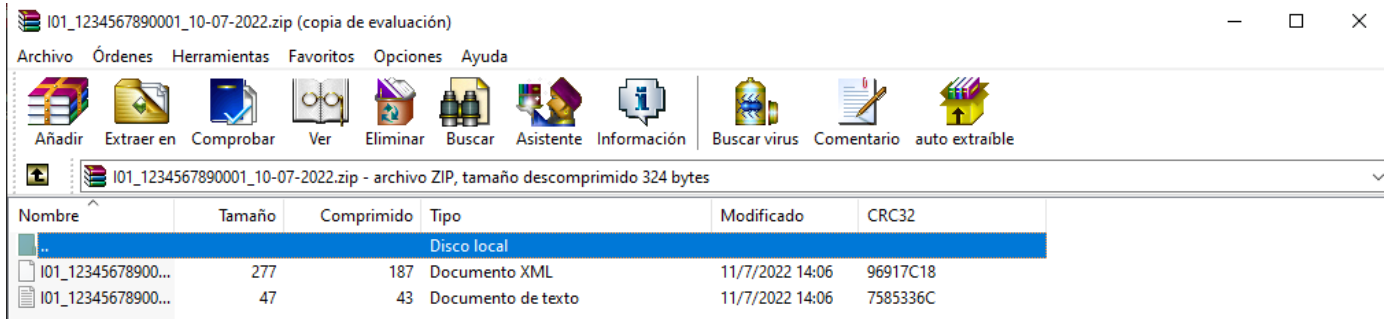 I01_1234567890001_10-07-2022.zip (copia de evaluación)
Archivo Órdenes Herramientas Favoritos Opciones Ayuda
Añadir Extraer en Comprobar Ver Eliminar Buscar Asistente Información Buscar virus Comentario auto extraíble
I01_1234567890001_10-07-2022.zip - archivo ZIP, tamaño descomprimido 324 bytes
Nombre Tamaño Comprimido Tipo Modificado CRC32
.. Disco local
I01_12345678900... 277 187 Documento XML 11/7/2022 14:06 96917C18
I01_12345678900... 47 43 Documento de texto 11/7/2022 14:06 7585336C